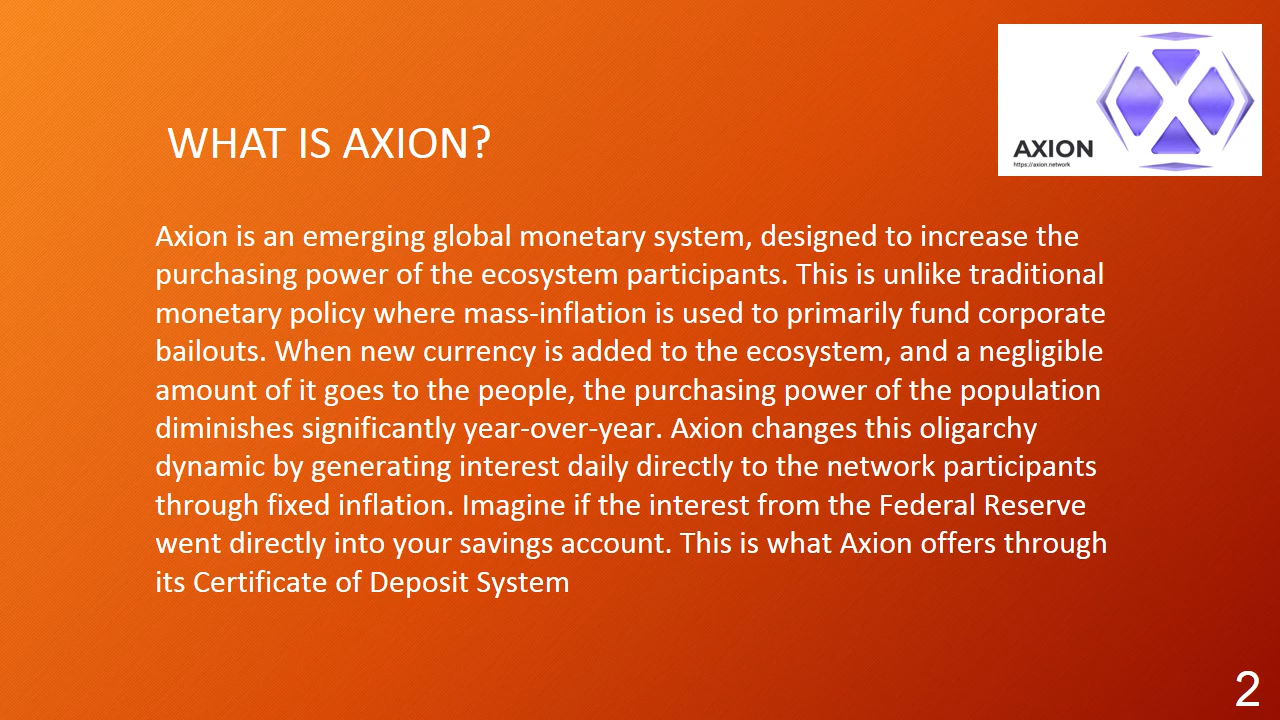 AXION
https://axion.network
WHAT IS AXION?
Axion is an emerging global monetary system, designed to increase the
purchasing power of the ecosystem participants. This is unlike traditional
monetary policy where mass-inflation is used to primarily fund corporate
bailouts. When new currency is added to the ecosystem, and a negligible
amount of it goes to the people, the purchasing power of the population
diminishes significantly year-over-year. Axion changes this oligarchy
dynamic by generating interest daily directly to the network participants
through fixed inflation. Imagine if the interest from the Federal Reserve
went directly into your savings account. This is what Axion offers through
its Certificate of Deposit System
2